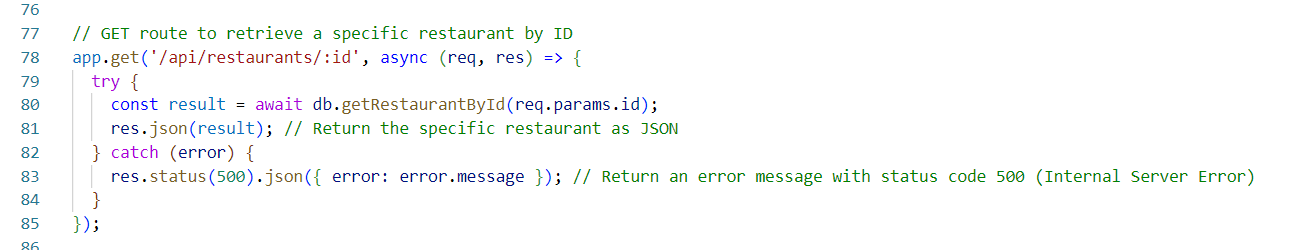 76
77 // GET route to retrieve a specific restaurant by ID
78 app.get('/api/restaurants/:id', async (req, res) => {
79 try {
80 const result = await db.getRestaurantById(req.params.id);
81 res.json(result); // Return the specific restaurant as JSON
82 } catch (error) {
83 res.status(500).json({ error: error.message }); // Return an error message with status code 500 (Internal Server Error)
84 }
85 });
86